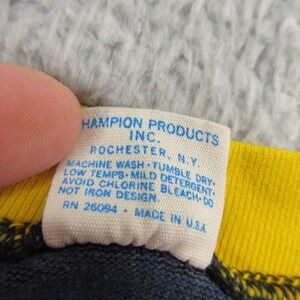 HAMPION PRODUCTS
INC.
ROCHESTER, N.Y.
MACHINE WASH · TUMBLE DRY ·
LOW TEMPS · MILD DETERGENT.
AVOID CHLORINE BLEACH · DO
NOT IRON DESIGN.
RN 26094 · MADE IN U.S.A.